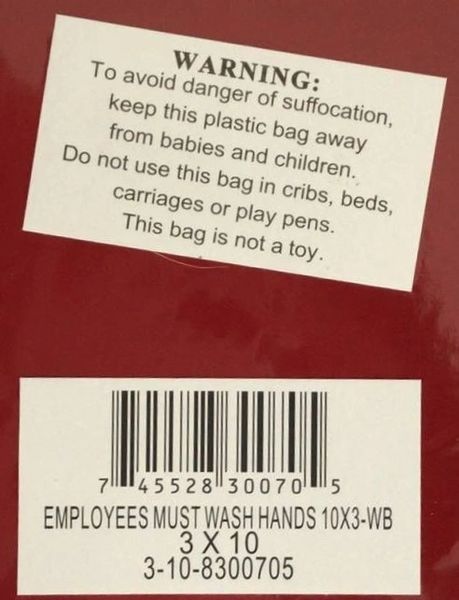 WARNING:
To avoid danger of suffocation,
keep this plastic bag away
from babies and children.
Do not use this bag in cribs, beds,
carriages or play pens.
This bag is not a toy.
7 45528 30070 5
EMPLOYEES MUST WASH HANDS 10X3-WB
3 X 10
3-10-8300705